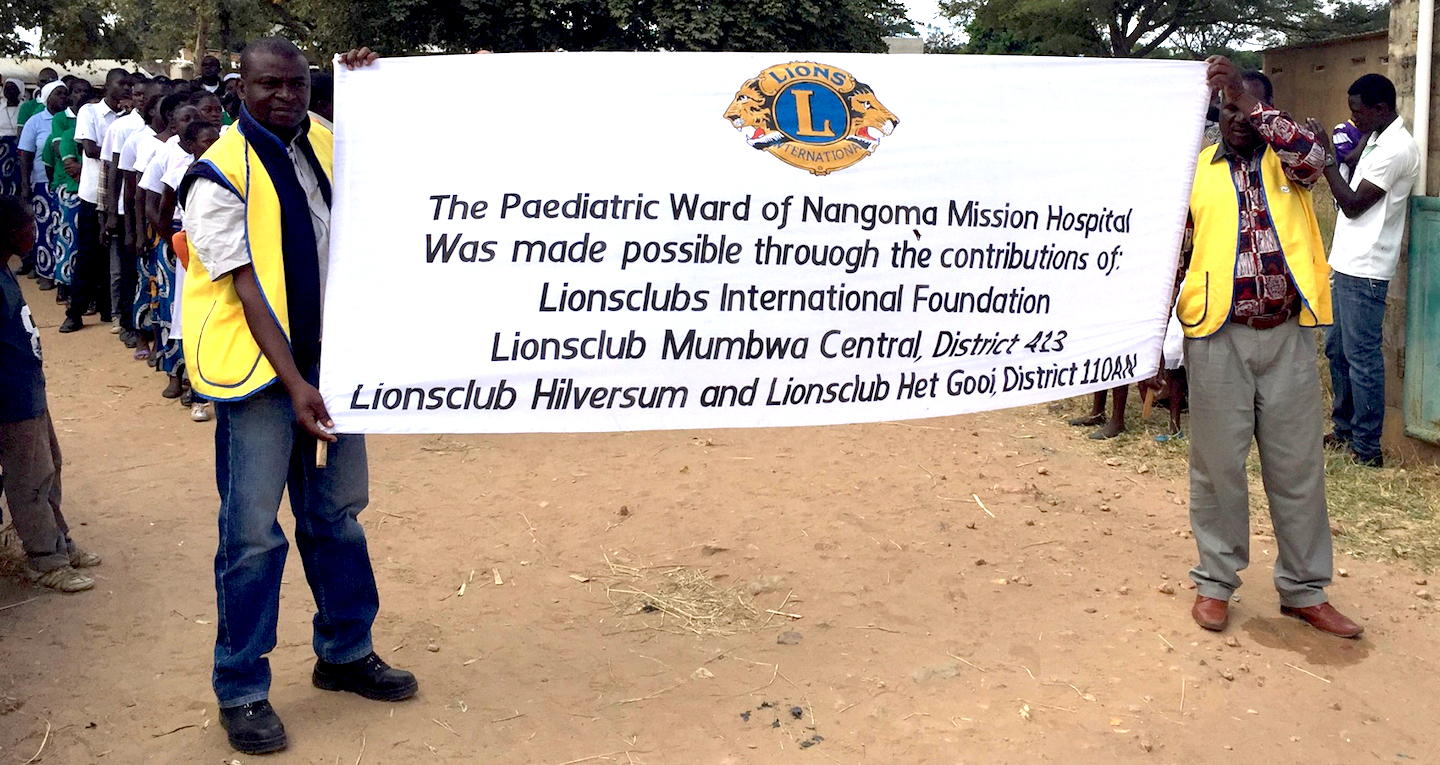 LIONS
L
INTERNATIONAL
The Paediatric Ward of Nangoma Mission Hospital
Was made possible thruoogh the contributions of:
Lionsclubs International Foundation
Lionsclub Mumbwa Central, District 413
Lionsclub Hilversum and Lionsclub Het Gooi, District 110AN